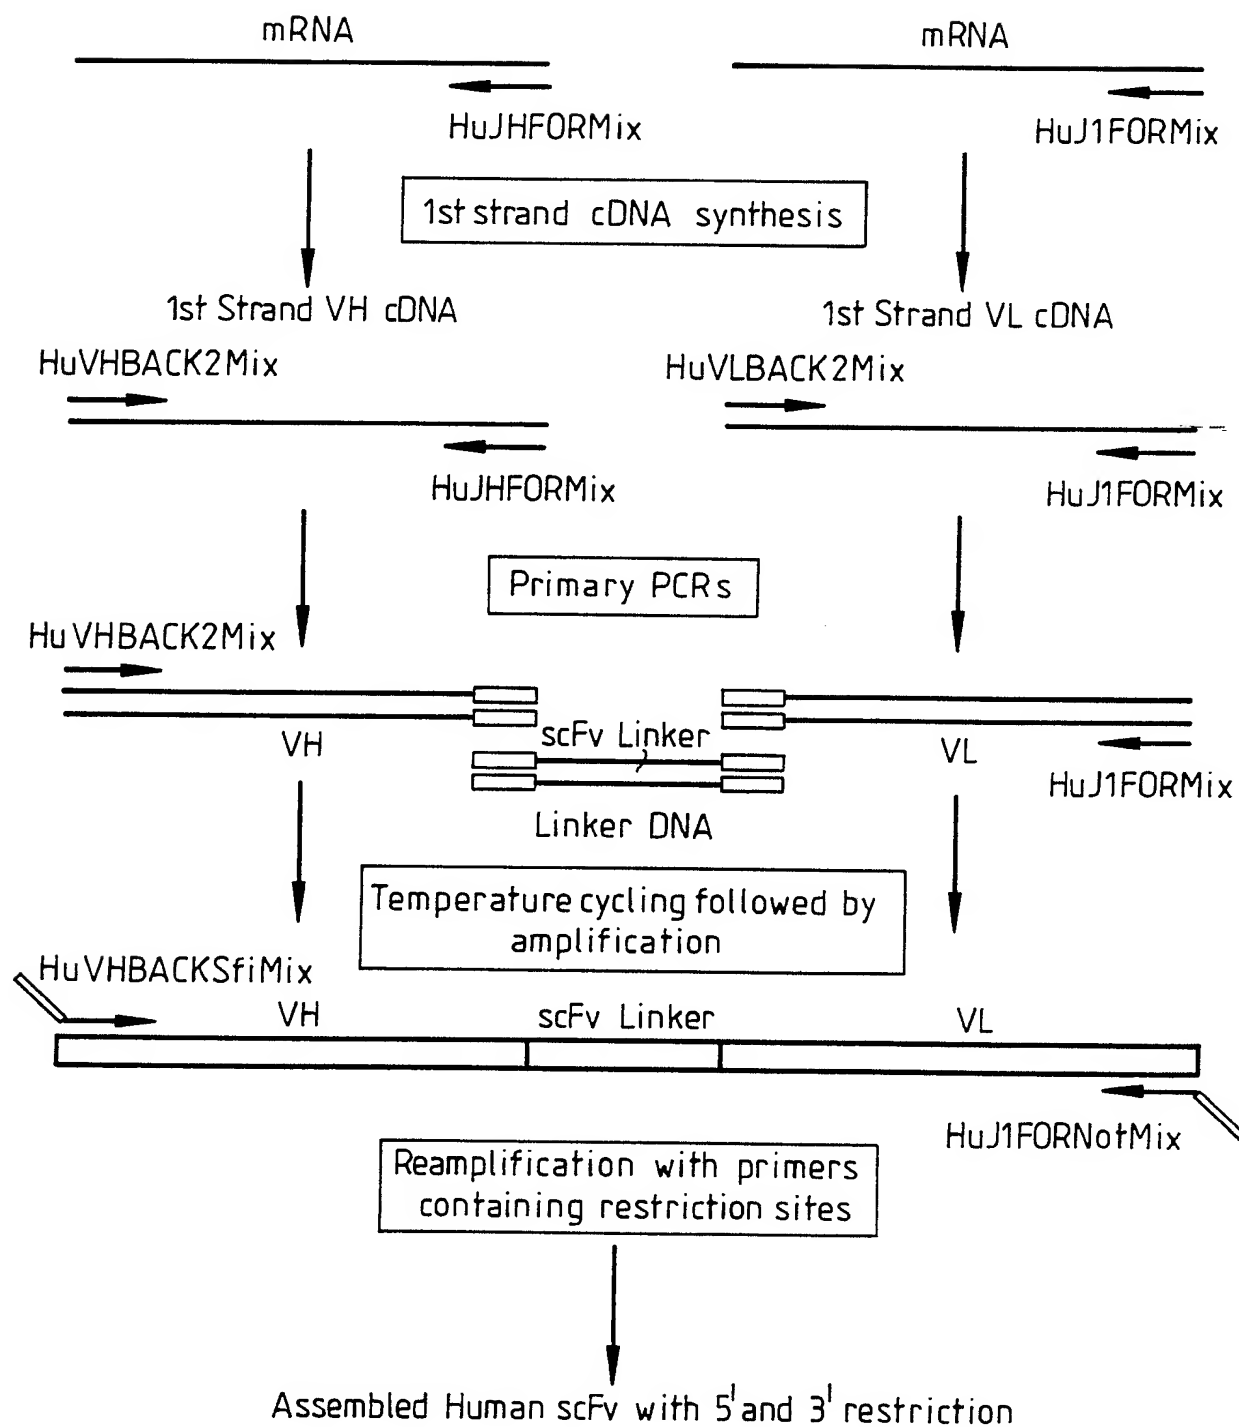 mRNA
mRNA
HuJHFORMix
HuJ1FORMix
1st strand cDNA synthesis
1st Strand VH cDNA
1st Strand VL cDNA
HuVHBACK2Mix
HuVLBACK2Mix
HuJHFORMix
HuJ1FORMix
Primary PCRs
HuVHBACK2Mix
VH
scFv Linker
VL
HuJ1FORMix
Linker DNA
Temperature cycling followed by
amplification
HuVHBACKSfiMix
VH
scFv Linker
VL
HuJ1FORNotMix
Reamplification with primers
containing restriction sites
Assembled Human scFv with 5' and 3' restriction